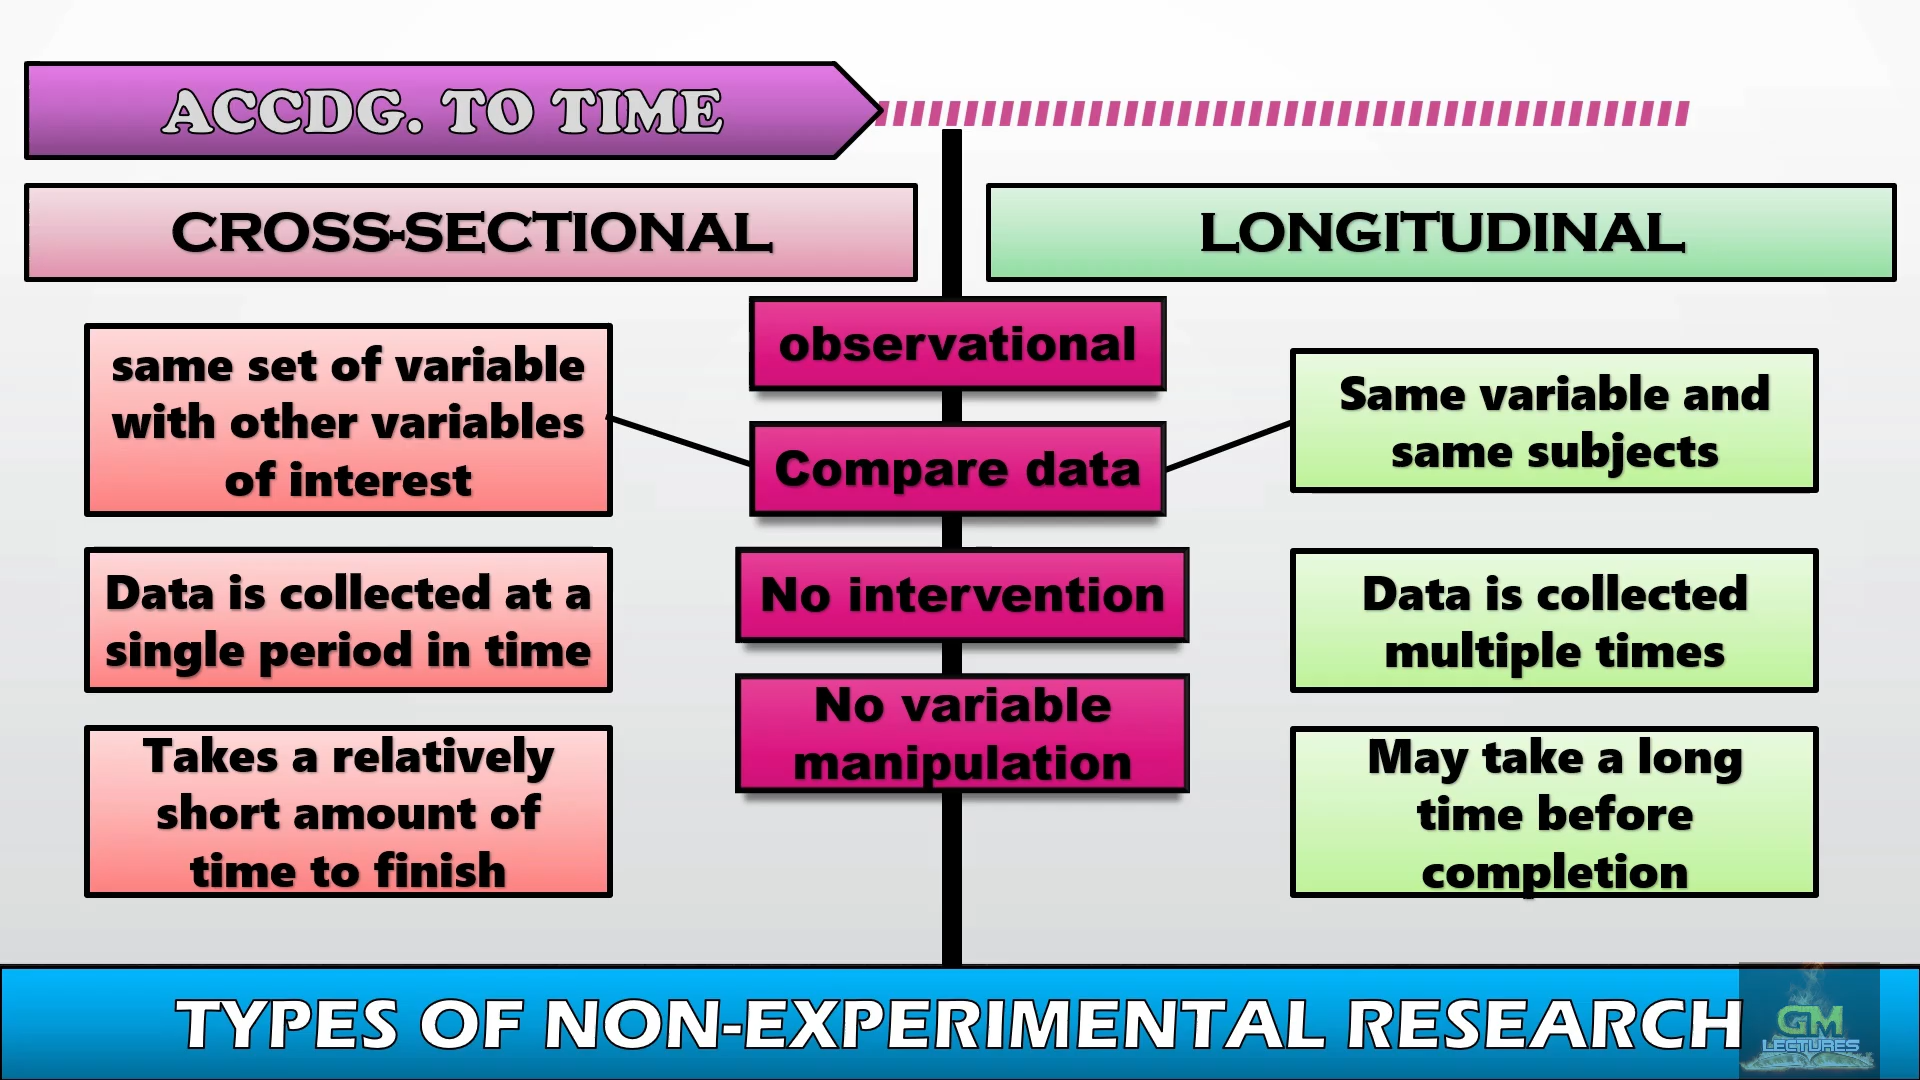 ACCDG. TO TIME
CROSS-SECTIONAL
LONGITUDINAL
same set of variable
with other variables
of interest
Data is collected at a
single period in time
Takes a relatively
short amount of
time to finish
observational
Compare data
No intervention
No variable
manipulation
Same variable and
same subjects
Data is collected
multiple times
May take a long
time before
completion
TYPES OF NON-EXPERIMENTAL RESEARCH
GM
LECTURES